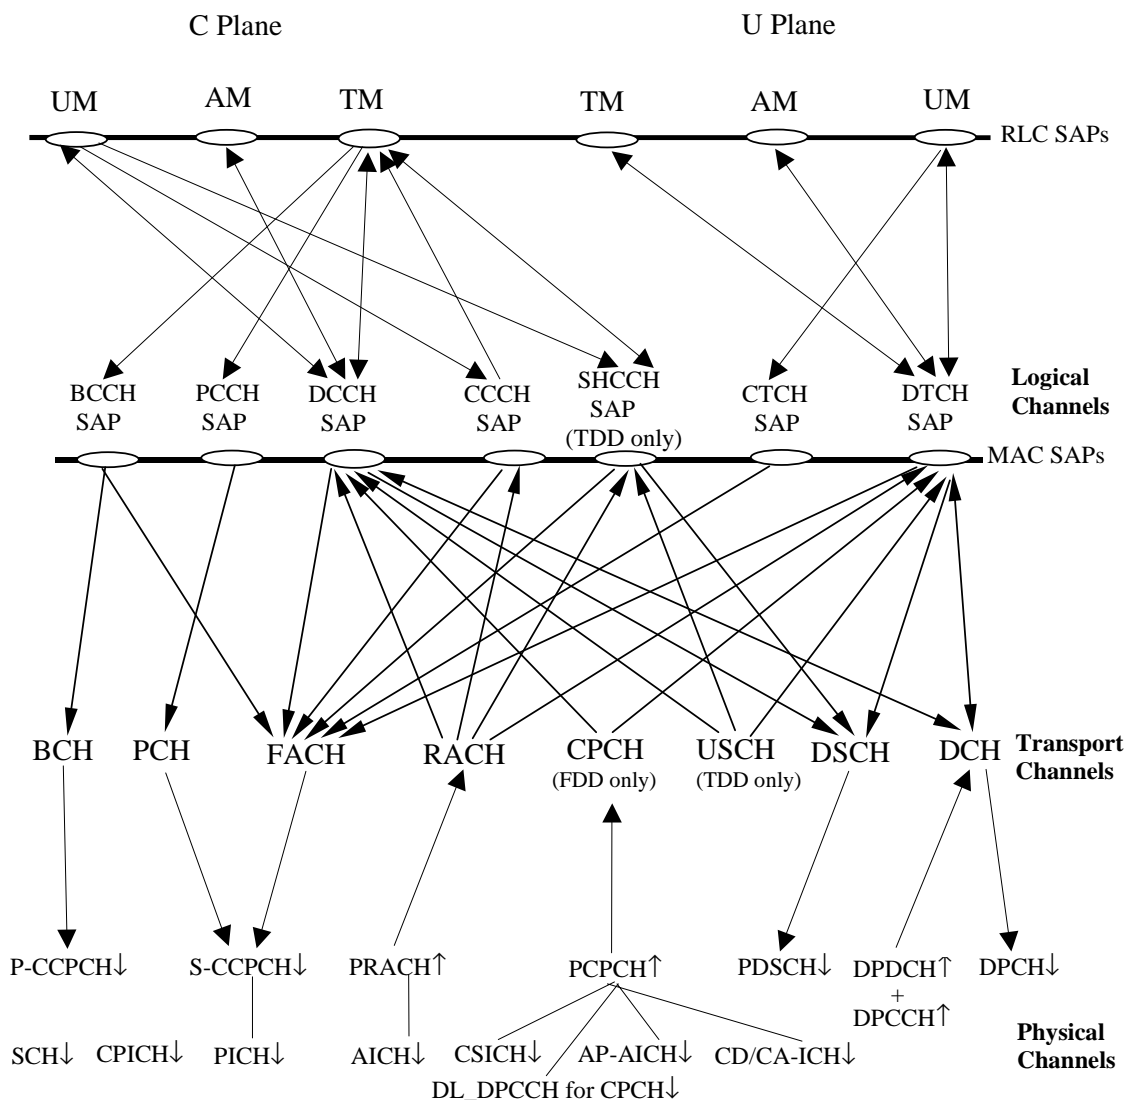 C Plane
U Plane
UM
AM
TM
TM
AM
UM
RLC SAPs
BCCH
SAP
PCCH
SAP
DCCH
SAP
CCCH
SAP
SHCCH
SAP
(TDD only)
CTCH
SAP
DTCH
SAP
Logical
Channels
MAC SAPs
BCH
PCH
FACH
RACH
CPCH
(FDD only)
USCH
(TDD only)
DSCH
DCH
Transport
Channels
P-CCPCH↓
S-CCPCH↓
PRACH↑
PCPCH↑
PDSCH↓
DPDCH↑
+
DPCCH↑
DPCH↓
SCH↓
CPICH↓
PICH↓
AICH↓
CSICH↓
AP-AICH↓
CD/CA-ICH↓
DL_DPCCH for CPCH↓
Physical
Channels